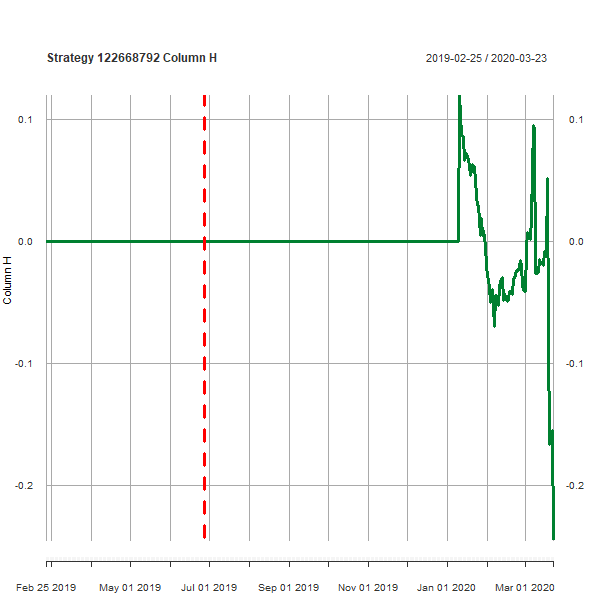 Strategy 122668792 Column H
2019-02-25 / 2020-03-23
0.1
0.1
0.0
0.0
Column H
-0.1
-0.1
-0.2
-0.2
Feb 25 2019
May 01 2019
Jul 01 2019
Sep 01 2019
Nov 01 2019
Jan 01 2020
Mar 01 2020